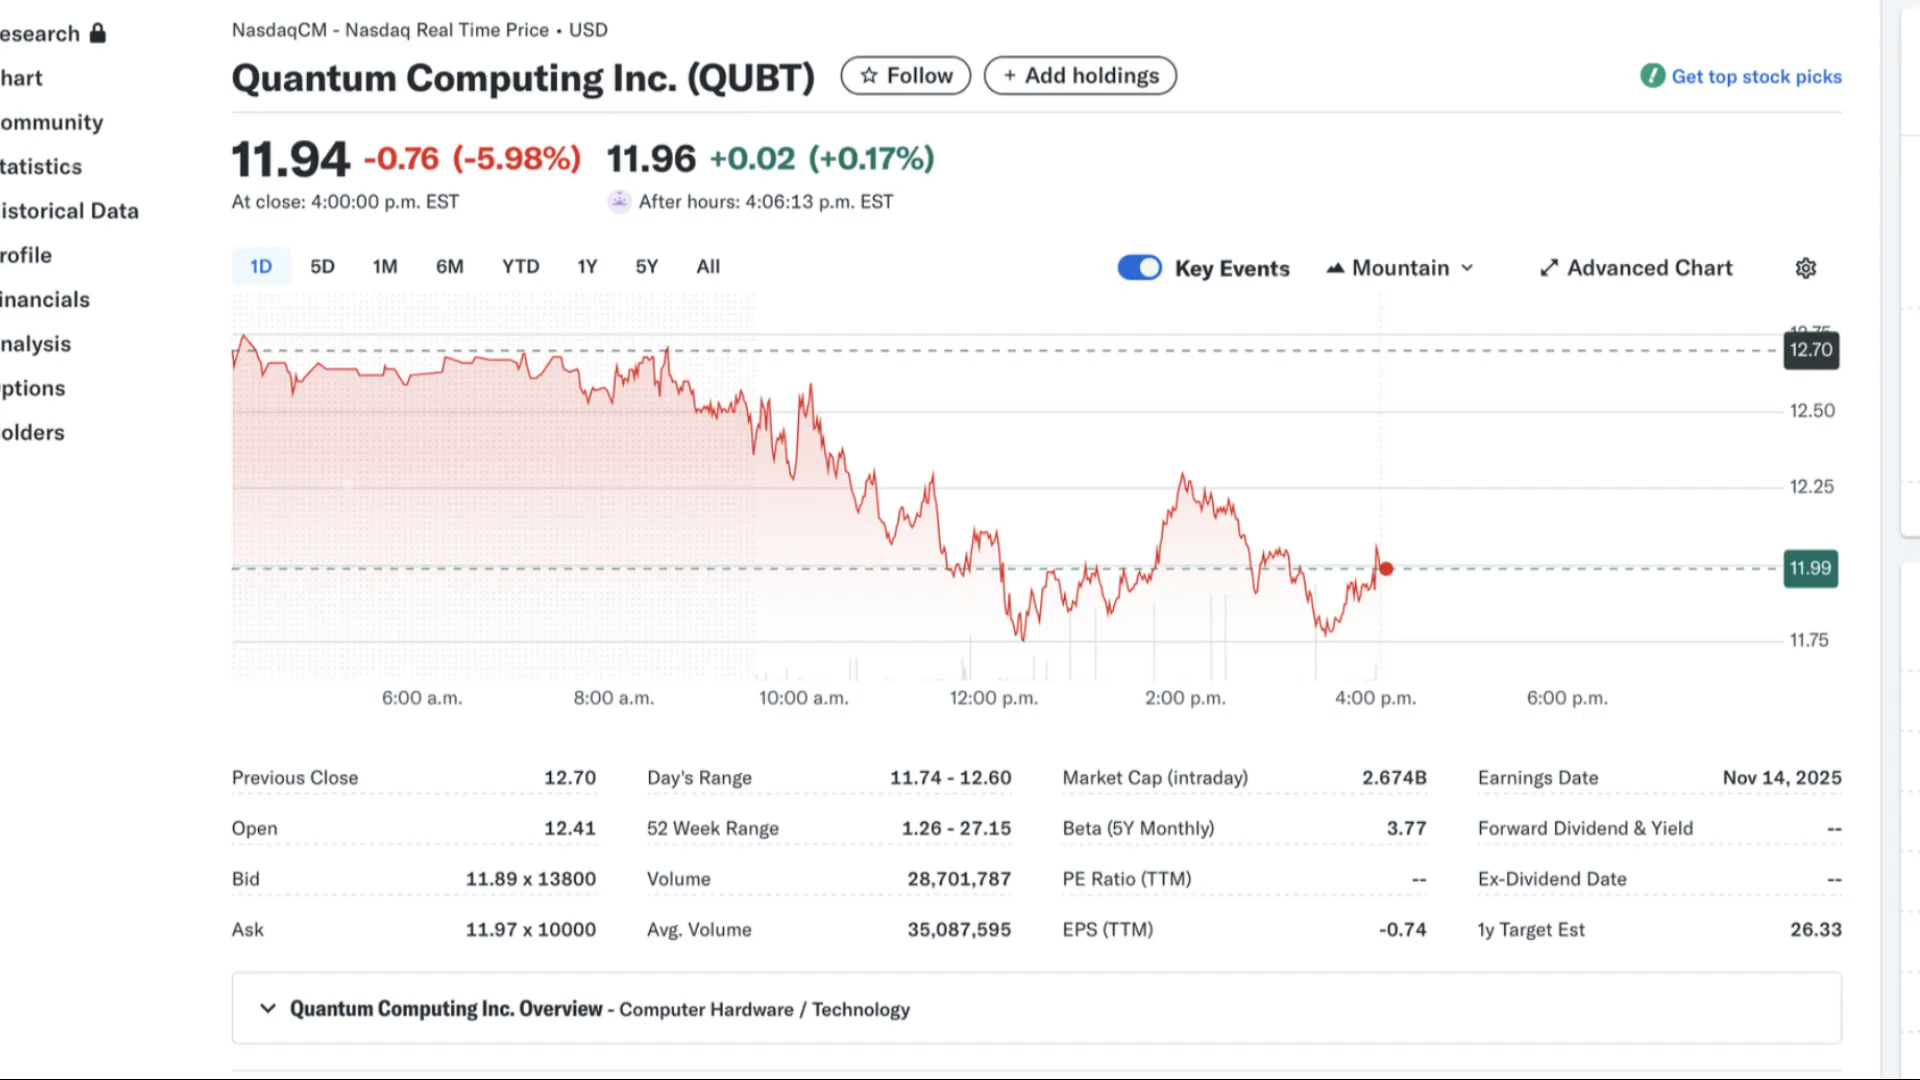 NasdaqCM - Nasdaq Real Time Price • USD
Quantum Computing Inc. (QUBT)
Follow
+ Add holdings
Get top stock picks
11.94 -0.76 (-5.98%) 11.96 +0.02 (+0.17%)
At close: 4:00:00 p.m. EST
After hours: 4:06:13 p.m. EST
esearch
hart
ommunity
tatistics
istorical Data
rofile
inancials
nalysis
ptions
olders
1D 5D 1M 6M YTD 1Y 5Y All
Key Events
Mountain
Advanced Chart
12.70
12.50
12.25
11.99
11.75
6:00 a.m. 8:00 a.m. 10:00 a.m. 12:00 p.m. 2:00 p.m. 4:00 p.m. 6:00 p.m.
Previous Close 12.70 Day's Range 11.74 - 12.60 Market Cap (intraday) 2.674B Earnings Date Nov 14, 2025
Open 12.41 52 Week Range 1.26 - 27.15 Beta (5Y Monthly) 3.77 Forward Dividend & Yield --
Bid 11.89 x 13800 Volume 28,701,787 PE Ratio (TTM) -- Ex-Dividend Date --
Ask 11.97 x 10000 Avg. Volume 35,087,595 EPS (TTM) -0.74 1y Target Est 26.33
Quantum Computing Inc. Overview - Computer Hardware / Technology